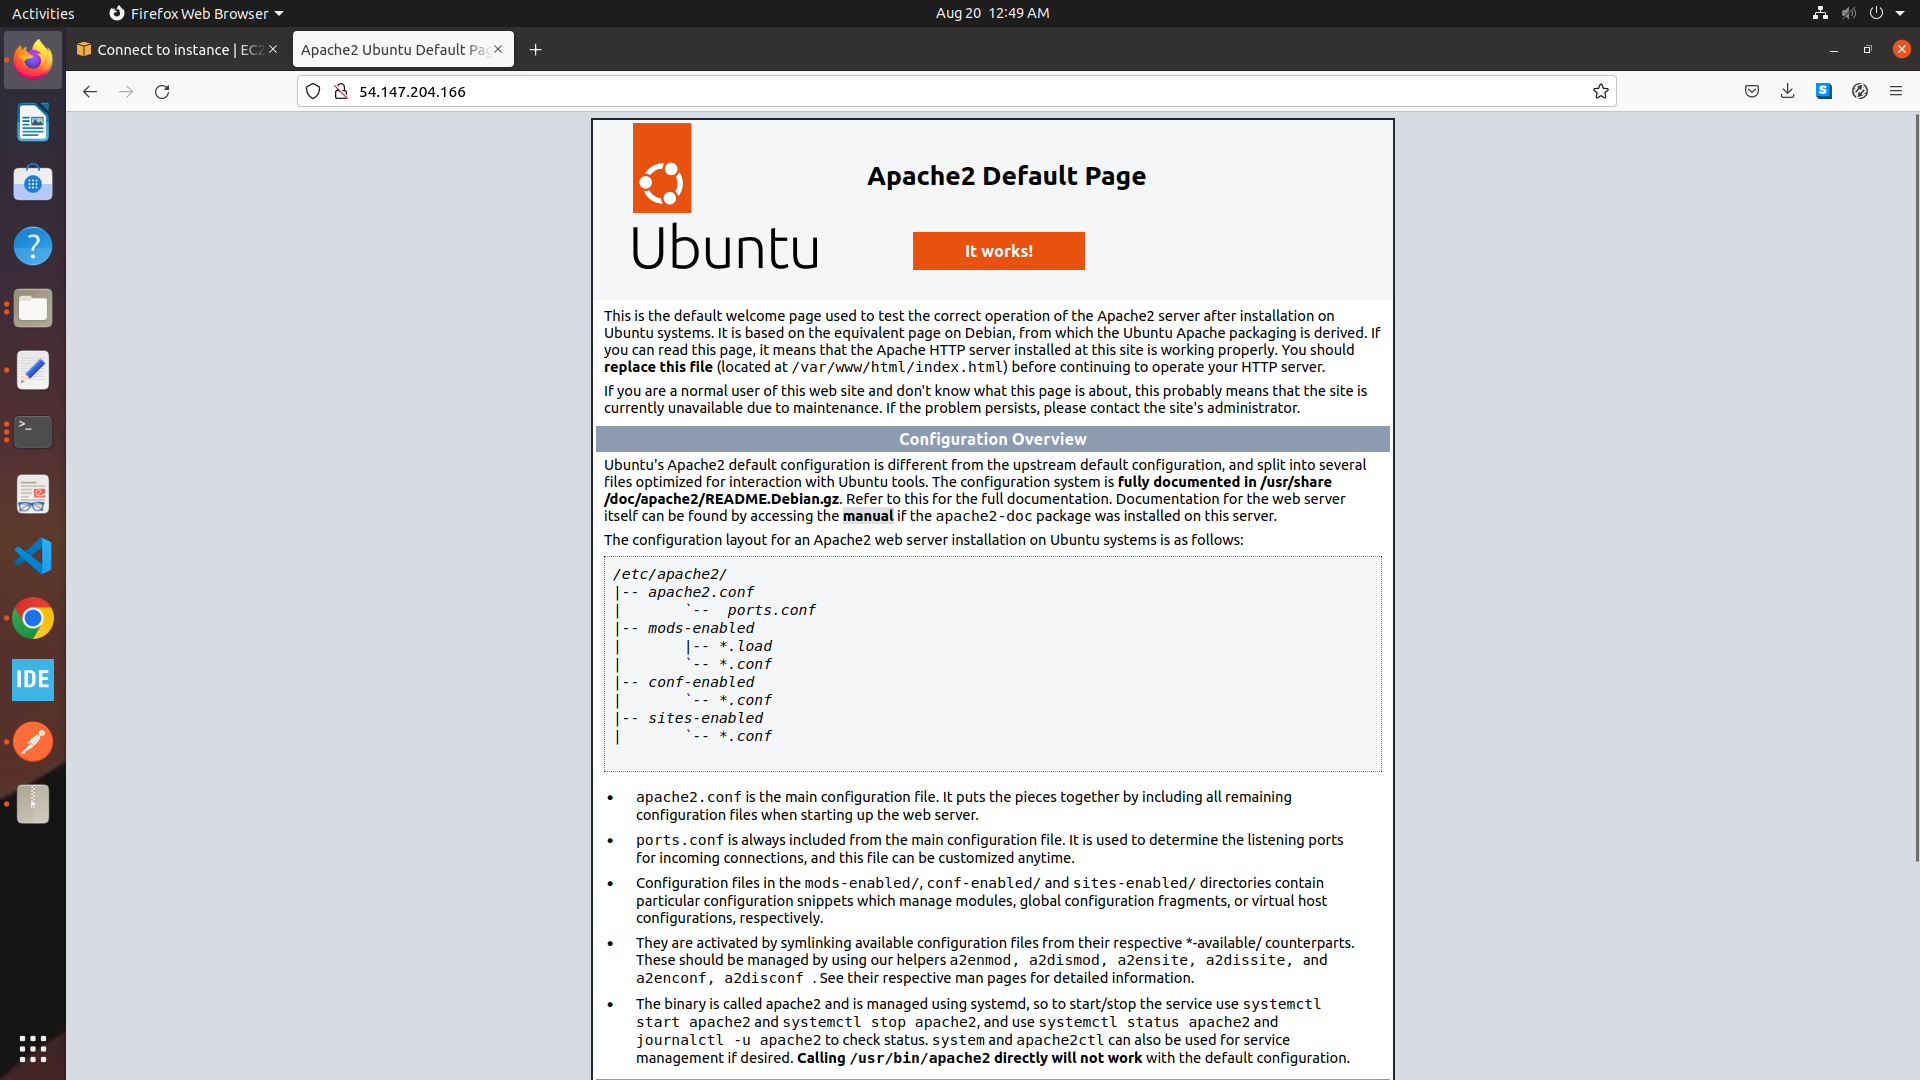 Activities
Firefox Web Browser
Aug 20 12:49 AM
Connect to instance | EC2
Apache2 Ubuntu Default Pag
54.147.204.166
S
?
>_
IDE
Apache2 Default Page
Ubuntu
It works!
This is the default welcome page used to test the correct operation of the Apache2 server after installation on
Ubuntu systems. It is based on the equivalent page on Debian, from which the Ubuntu Apache packaging is derived. If
you can read this page, it means that the Apache HTTP server installed at this site is working properly. You should
replace this file (located at /var/www/html/index.html) before continuing to operate your HTTP server.
If you are a normal user of this web site and don't know what this page is about, this probably means that the site is
currently unavailable due to maintenance. If the problem persists, please contact the site's administrator.
Configuration Overview
Ubuntu's Apache2 default configuration is different from the upstream default configuration, and split into several
files optimized for interaction with Ubuntu tools. The configuration system is fully documented in /usr/share
/doc/apache2/README.Debian.gz. Refer to this for the full documentation. Documentation for the web server
itself can be found by accessing the manual if the apache2-doc package was installed on this server.
The configuration layout for an Apache2 web server installation on Ubuntu systems is as follows:
/etc/apache2/
|-- apache2.conf
|       `--  ports.conf
|-- mods-enabled
|       |-- *.load
|       `-- *.conf
|-- conf-enabled
|       `-- *.conf
|-- sites-enabled
|       `-- *.conf
• apache2.conf is the main configuration file. It puts the pieces together by including all remaining
configuration files when starting up the web server.
• ports.conf is always included from the main configuration file. It is used to determine the listening ports
for incoming connections, and this file can be customized anytime.
• Configuration files in the mods-enabled/, conf-enabled/ and sites-enabled/ directories contain
particular configuration snippets which manage modules, global configuration fragments, or virtual host
configurations, respectively.
• They are activated by symlinking available configuration files from their respective *-available/ counterparts.
These should be managed by using our helpers a2enmod, a2dismod, a2ensite, a2dissite, and
a2enconf, a2disconf . See their respective man pages for detailed information.
• The binary is called apache2 and is managed using systemd, so to start/stop the service use systemctl
start apache2 and systemctl stop apache2, and use systemctl status apache2 and
journalctl -u apache2 to check status. system and apache2ctl can also be used for service
management if desired. Calling /usr/bin/apache2 directly will not work with the default configuration.